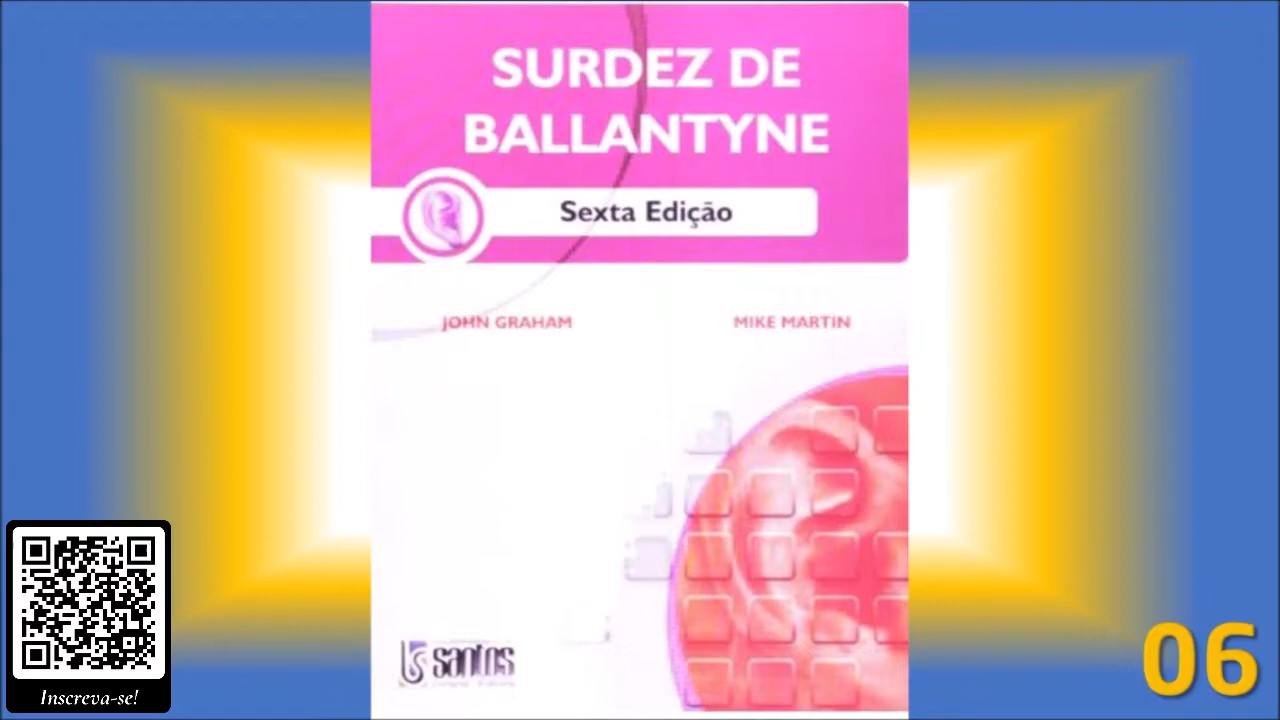 SURDEZ DE
BALLANTYNE
Sexta Edição
JOHN GRAHAM
MIKE MARTIN
santos
Inscreva-se!
06